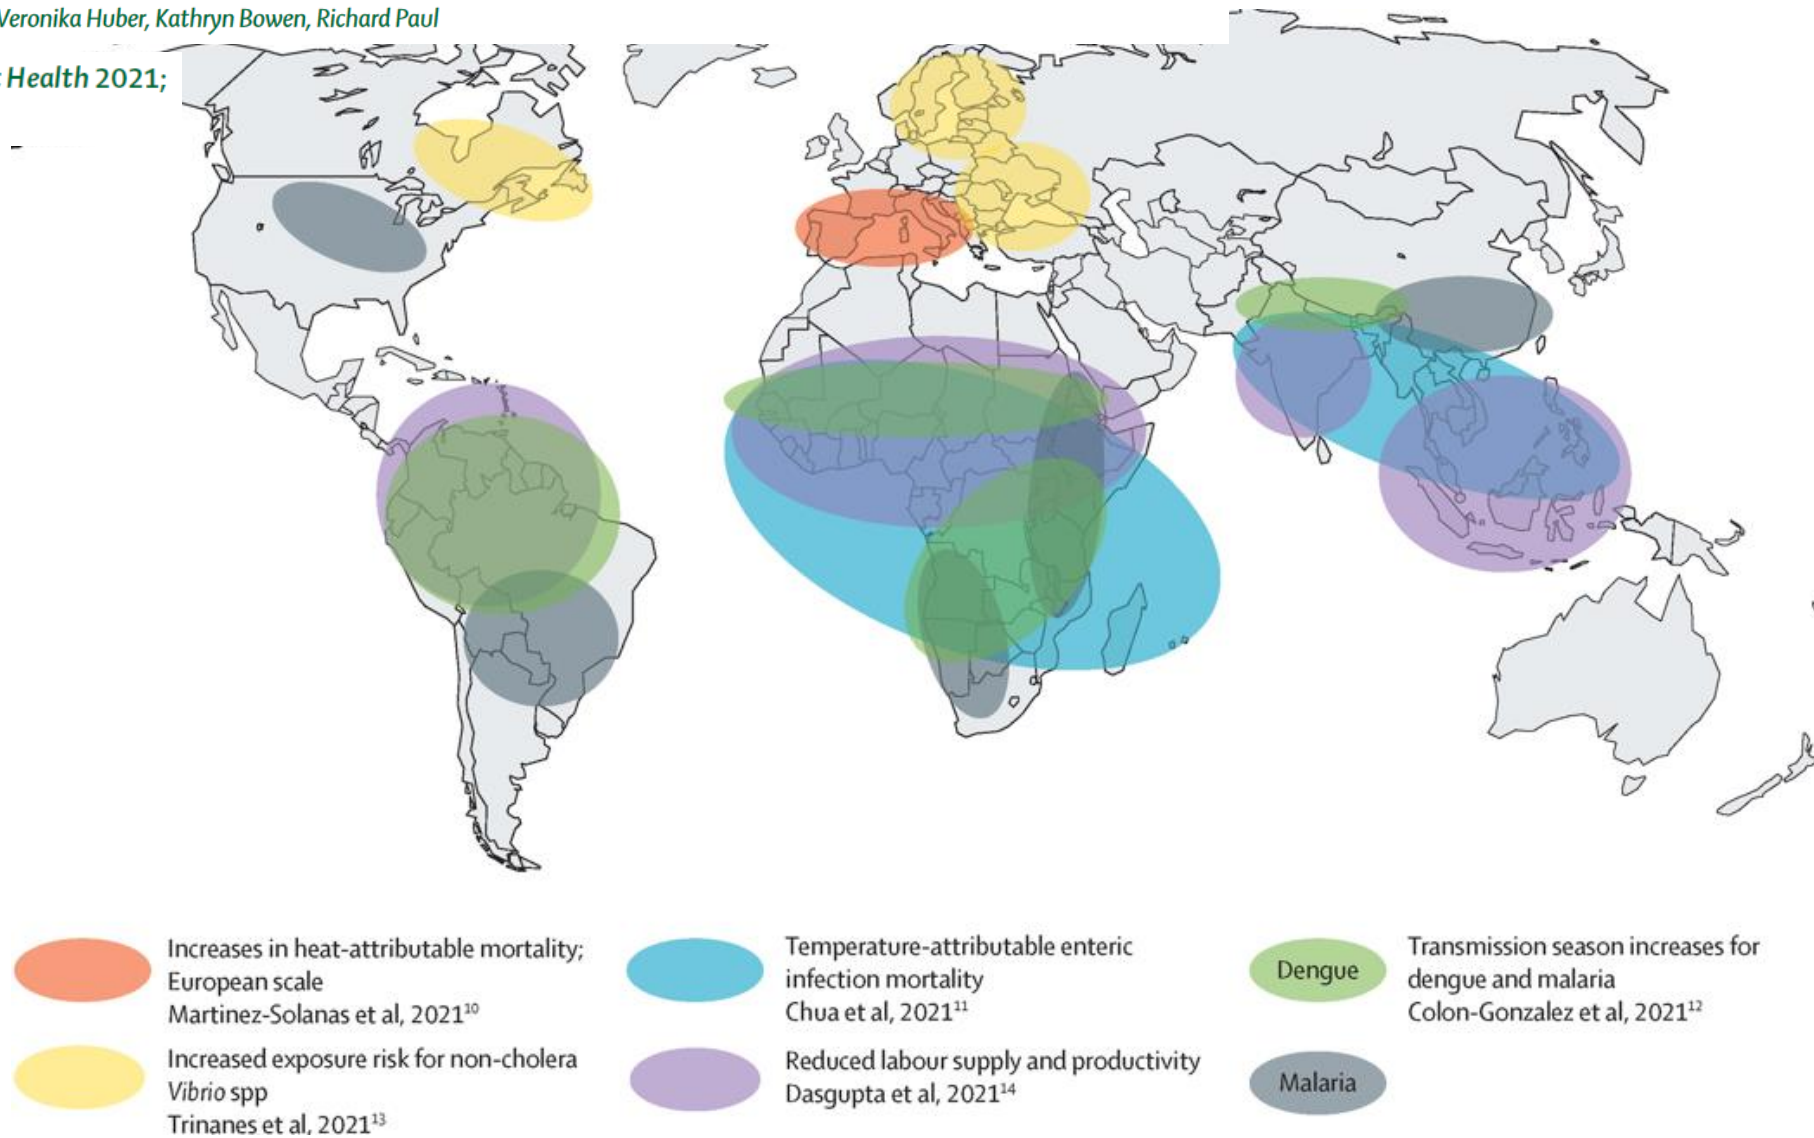 Veronika Huber, Kathryn Bowen, Richard Paul
Health 2021;
Increases in heat-attributable mortality;
European scale
Martinez-Solanas et al, 2021¹⁰
Increased exposure risk for non-cholera
Vibrio spp
Trinanes et al, 2021¹³
Temperature-attributable enteric
infection mortality
Chua et al, 2021¹¹
Reduced labour supply and productivity
Dasgupta et al, 2021¹⁴
Dengue
Transmission season increases for
dengue and malaria
Colon-Gonzalez et al, 2021¹²
Malaria